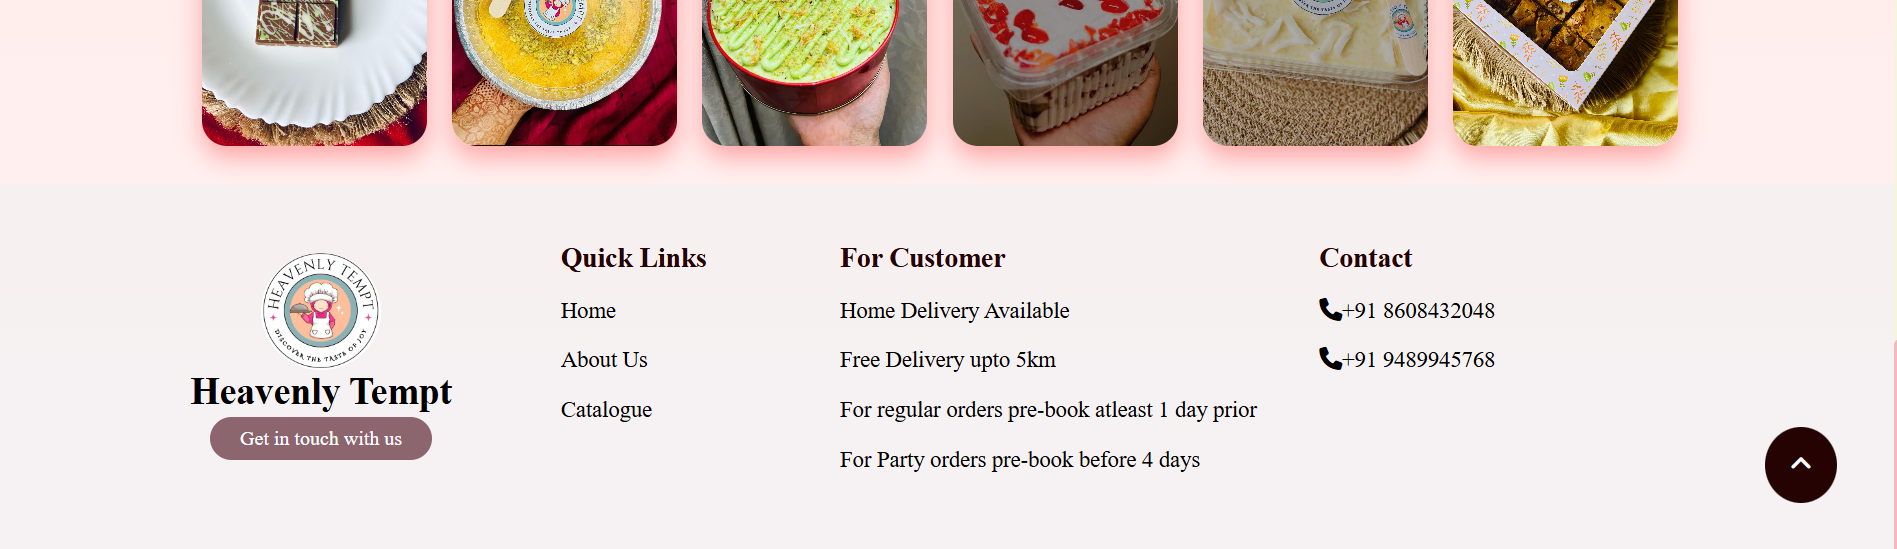 HEAVENLY TEMPT
DISCOVER THE TASTE OF JOY
Heavenly Tempt
Get in touch with us
Quick Links
Home
About Us
Catalogue
For Customer
Home Delivery Available
Free Delivery upto 5km
For regular orders pre-book atleast 1 day prior
For Party orders pre-book before 4 days
Contact
+91 8608432048
+91 9489945768